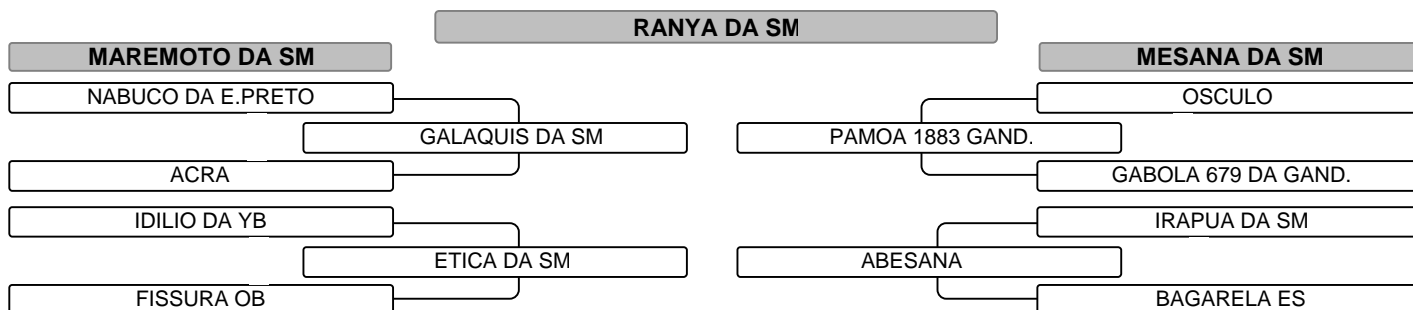 RANYA DA SM
MAREMOTO DA SM
MESANA DA SM
NABUCO DA E.PRETO
OSCULO
GALAQUIS DA SM
PAMOA 1883 GAND.
ACRA
GABOLA 679 DA GAND.
IDILIO DA YB
IRAPUA DA SM
ETICA DA SM
ABESANA
FISSURA OB
BAGARELA ES